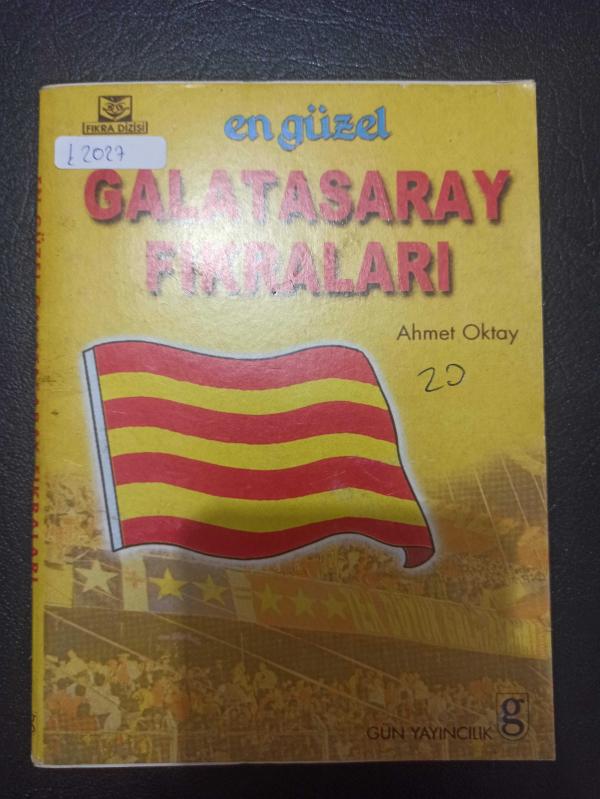 FIKRA DİZİSİ
t 2027
en güzel
GALATASARAY
FIKRALARI
Ahmet Oktay
20
GÜN YAYINCILIK g